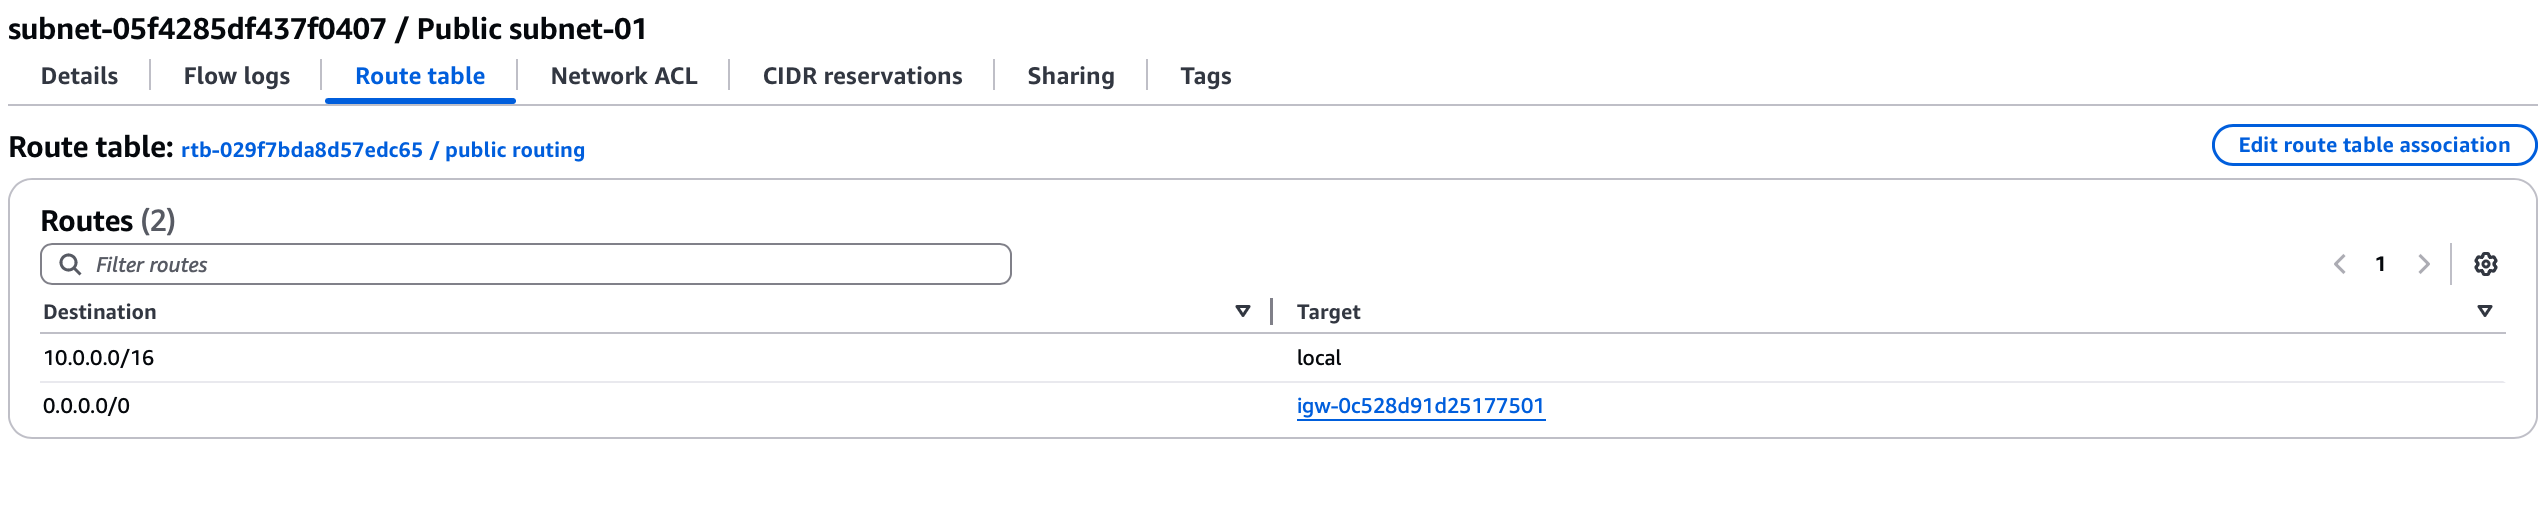 subnet-05f4285df437f0407 / Public subnet-01
Details Flow logs Route table Network ACL CIDR reservations Sharing Tags
Route table: rtb-029f7bda8d57edc65 / public routing Edit route table association
Routes (2)
Filter routes 1
Destination Target
10.0.0.0/16 local
0.0.0.0/0 igw-0c528d91d25177501